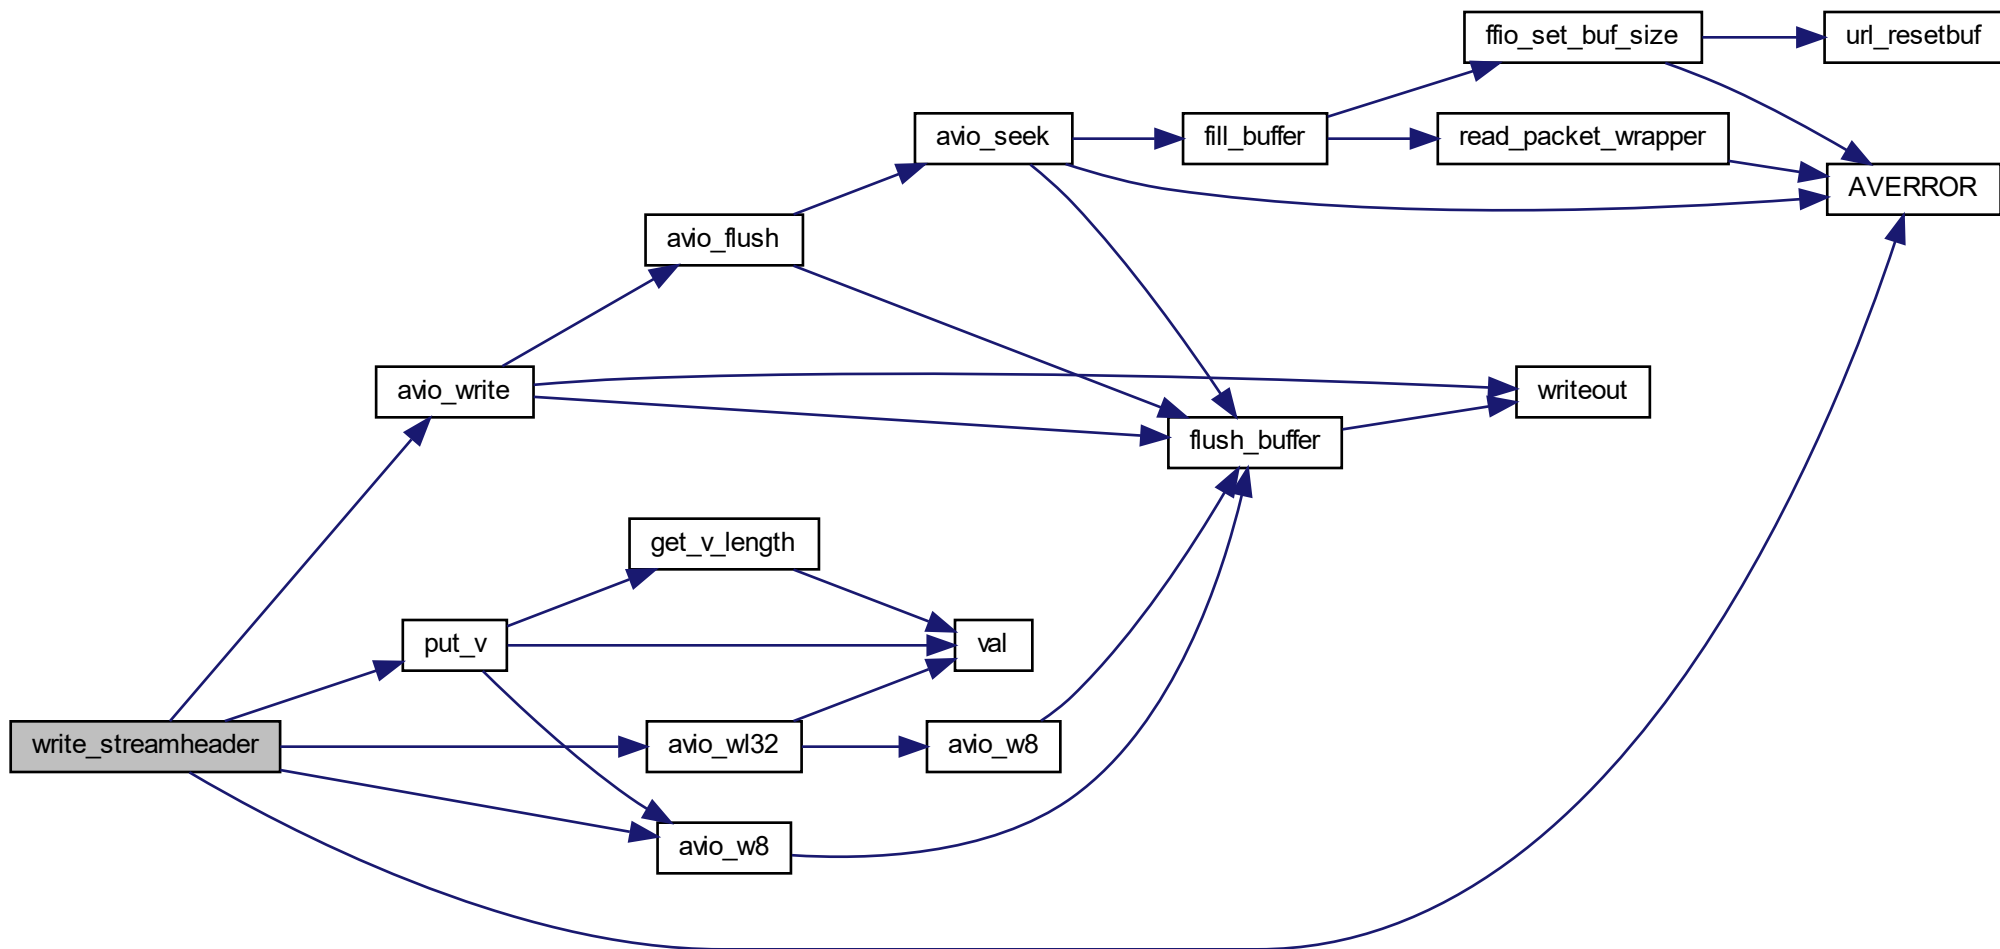 ffio_set_buf_size
url_resetbuf
avio_seek
fill_buffer
read_packet_wrapper
AVERROR
avio_flush
avio_write
writeout
flush_buffer
get_v_length
put_v
val
write_streamheader
avio_wl32
avio_w8
avio_w8